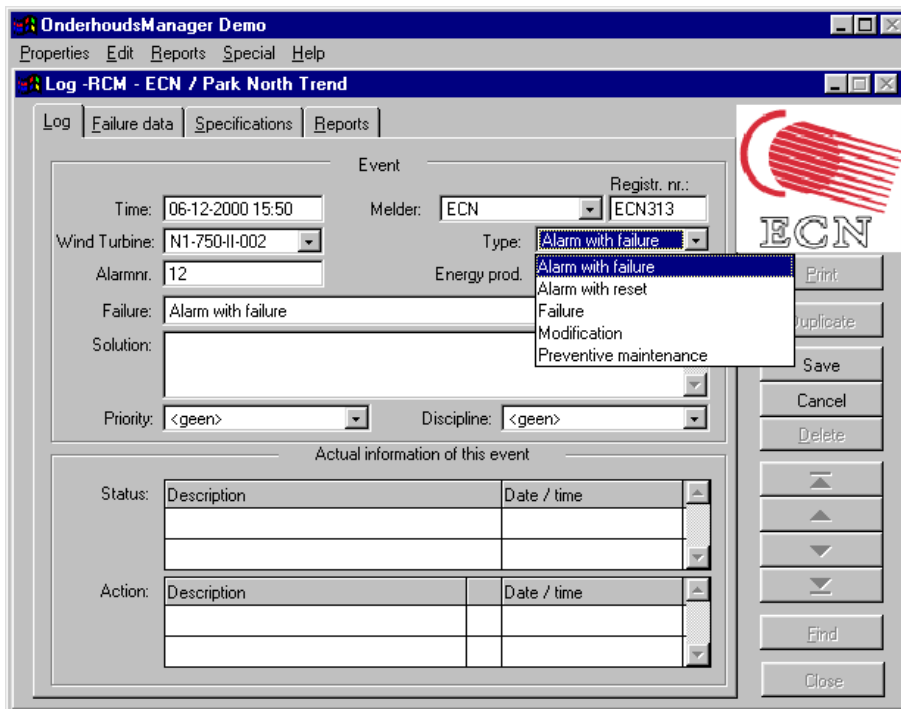 OnderhoudsManager Demo
Properties Edit Reports Special Help
Log -RCM - ECN / Park North Trend
Log Failure data Specifications Reports
Event
Registr. nr.:
Time: 06-12-2000 15:50 Melder: ECN ECN313
Wind Turbine: N1-750-II-002 Type: Alarm with failure
Alarmnr. 12 Energy prod.
Alarm with failure
Alarm with reset
Failure
Modification
Preventive maintenance
Failure: Alarm with failure
Solution:
Priority: <geen> Discipline: <geen>
Actual information of this event
Status: Description Date / time
Action: Description Date / time
ECN
Print
Duplicate
Save
Cancel
Delete
Find
Close